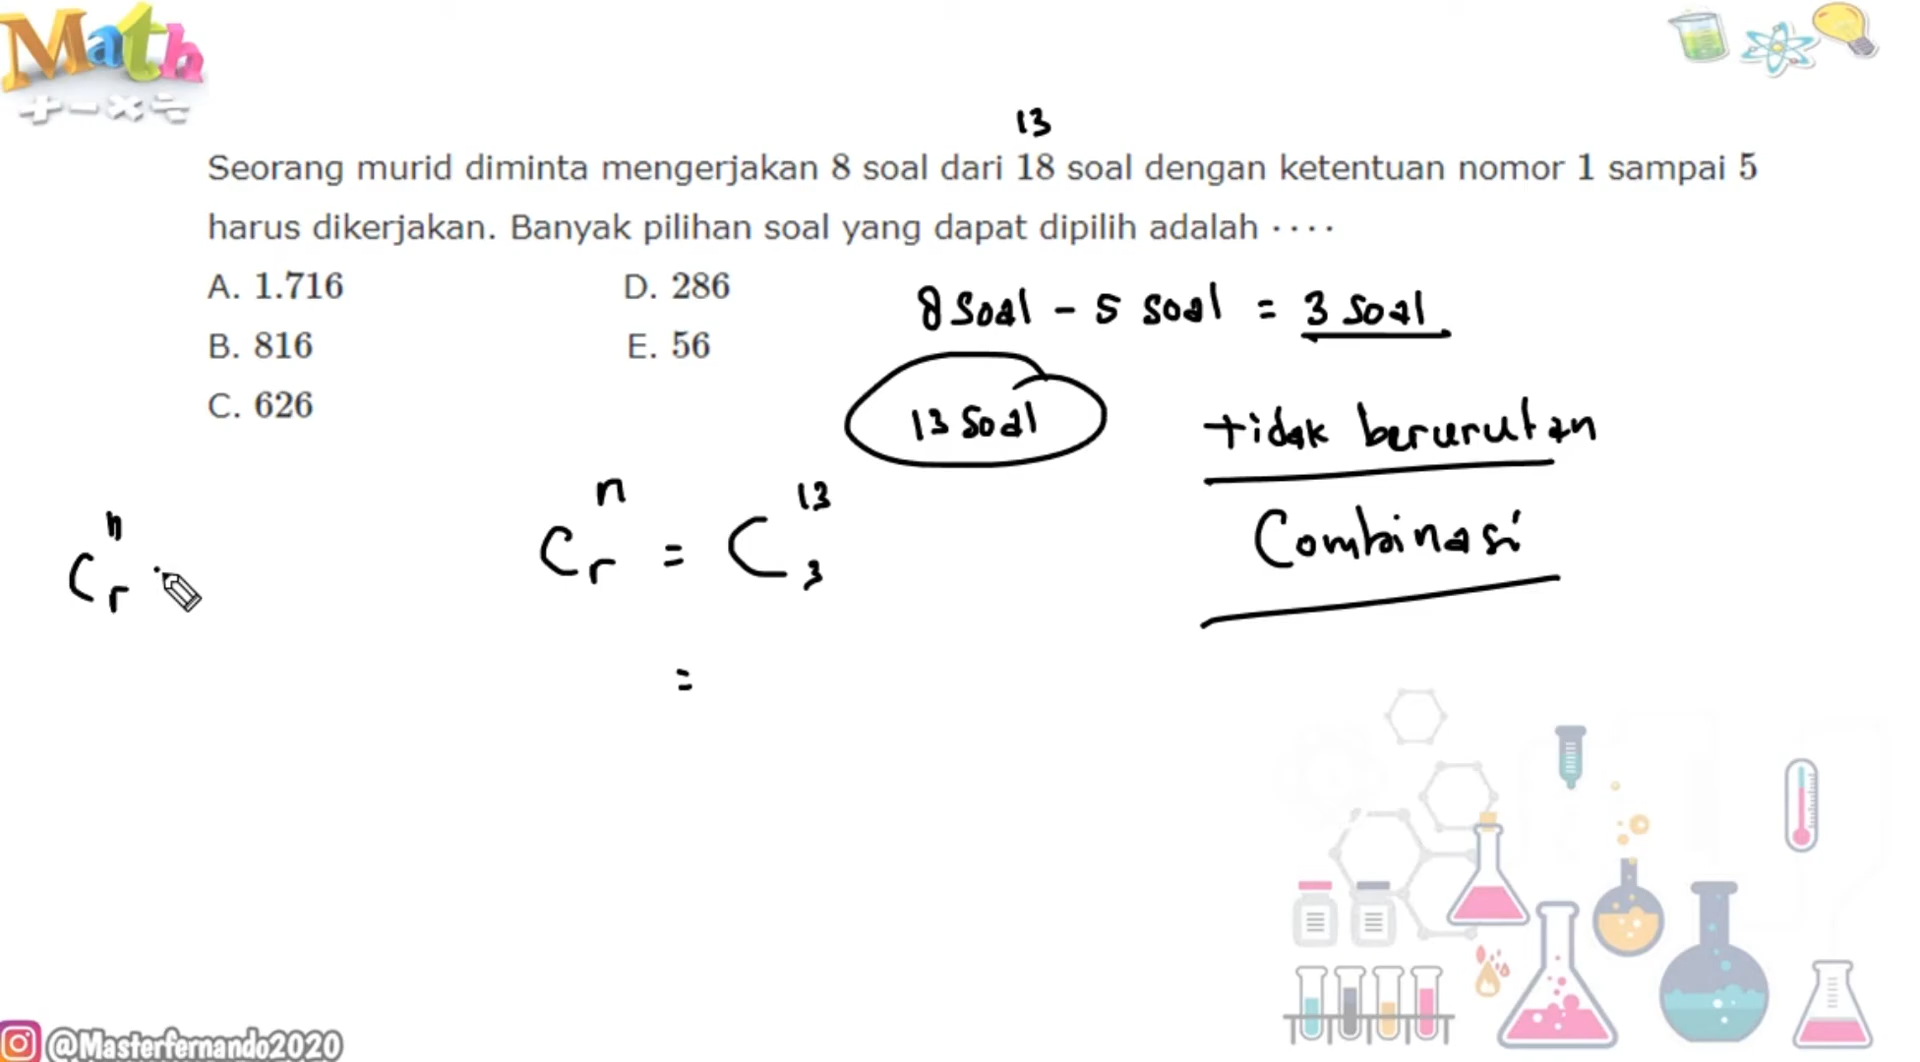 Math
+ − × ÷
13
Seorang murid diminta mengerjakan 8 soal dari 18 soal dengan ketentuan nomor 1 sampai 5
harus dikerjakan. Banyak pilihan soal yang dapat dipilih adalah ····
A. 1.716
D. 286
B. 816
E. 56
C. 626
8 soal - 5 soal = 3 soal
13 soal
tidak berurutan
Combinasi
C n r = C 13 3
=
C n r
@Masterfernando2020